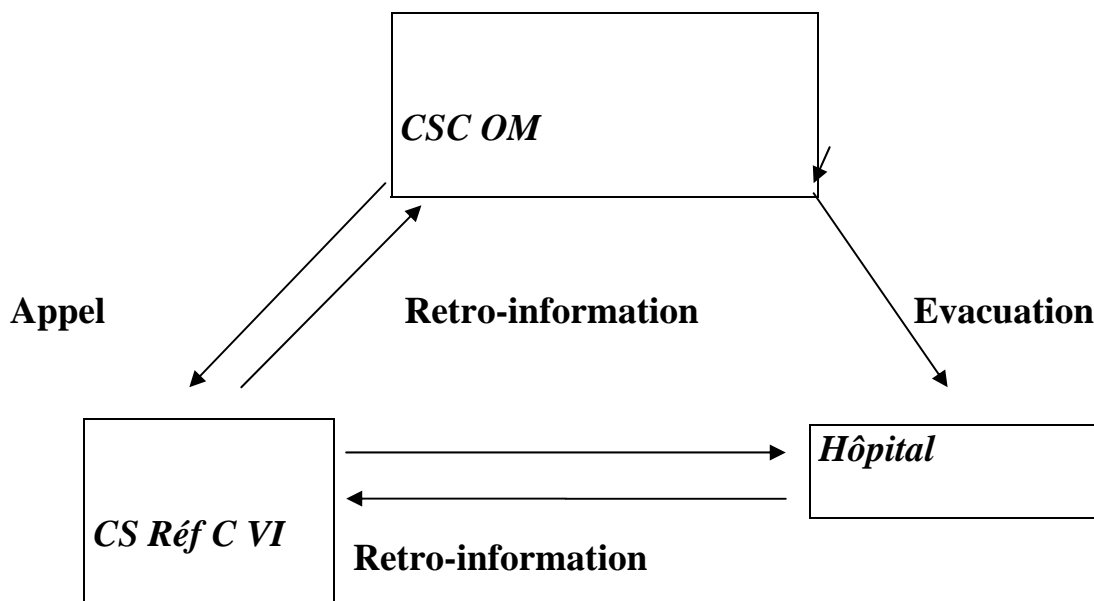 CSC OM
Appel
Retro-information
Evacuation
Hôpital
CS Réf C VI
Retro-information